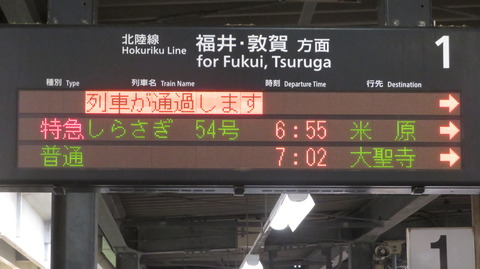 北陸線 福井・敦賀 方面 1
Hokuriku Line for Fukui, Tsuruga
種別 Type 列車名 Train Name 時刻 Departure Time 行先 Destination
列車が通過します →
特急 しらさぎ 54号 6:55 米原 →
普通 7:02 大聖寺 →
1